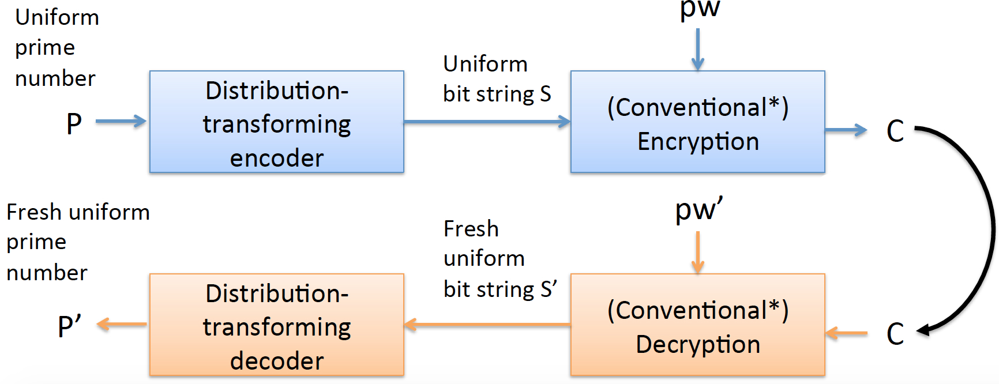 Uniform
prime
number
P
Distribution-
transforming
encoder
Uniform
bit string S
pw
(Conventional*)
Encryption
C
Fresh uniform
prime
number
P’
Distribution-
transforming
decoder
Fresh
uniform
bit string S’
pw’
(Conventional*)
Decryption
C